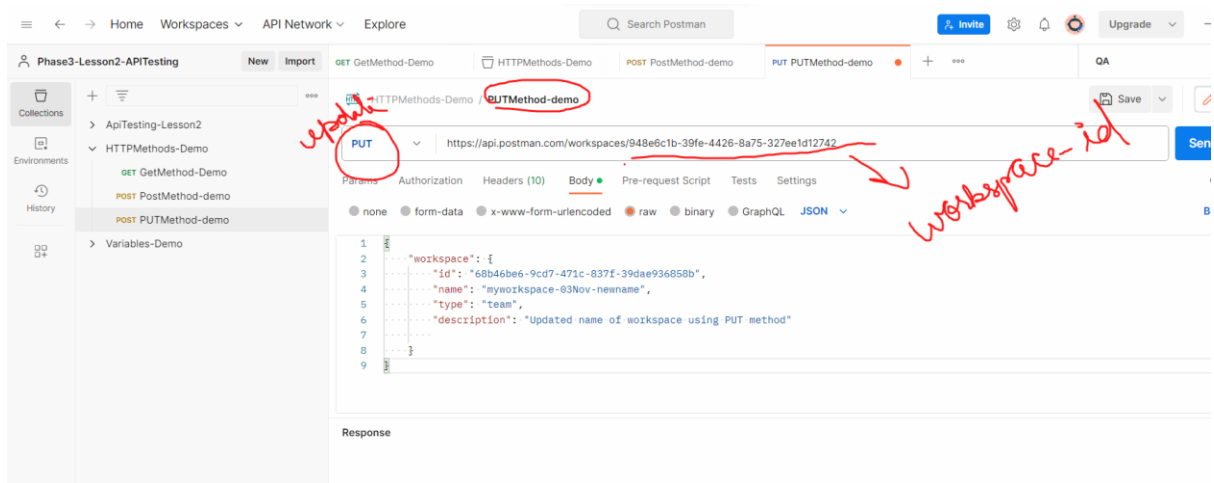 Home Workspaces API Network Explore Search Postman Invite Upgrade
Phase3-Lesson2-APITesting New Import GET GetMethod-Demo HTTPMethods-Demo POST PostMethod-demo PUT PUTMethod-demo QA
Collections
Environments
History
ApiTesting-Lesson2
HTTPMethods-Demo
GET GetMethod-Demo
POST PostMethod-demo
POST PUTMethod-demo
Variables-Demo
HTTPMethods-Demo / PUTMethod-demo Save
update
PUT https://api.postman.com/workspaces/948e6c1b-39fe-4426-8a75-327ee1d12742 Sen
workspace-id
Params Authorization Headers (10) Body Pre-request Script Tests Settings
none form-data x-www-form-urlencoded raw binary GraphQL JSON B
1 {
2 "workspace": {
3 "id": "68b46be6-9cd7-471c-837f-39dae936858b",
4 "name": "myworkspace-03Nov-newname",
5 "type": "team",
6 "description": "Updated name of workspace using PUT method"
7
8 }
9 }
Response